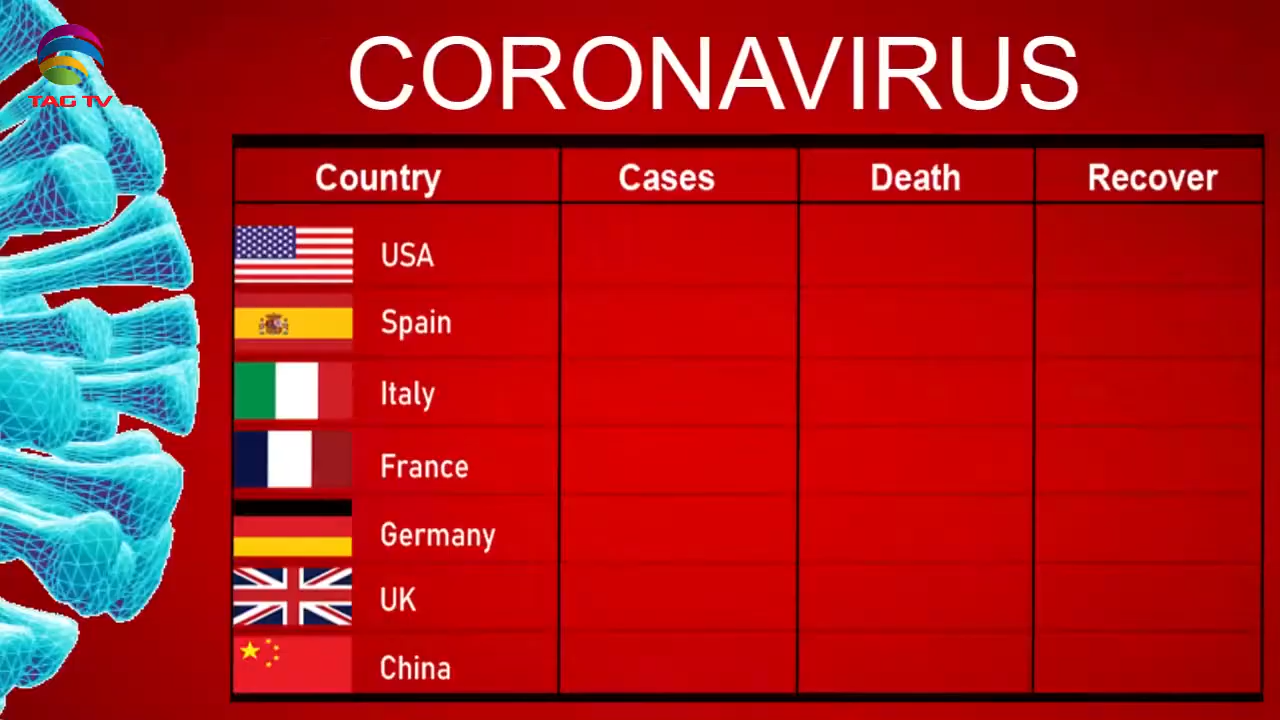 TAG TV
CORONAVIRUS
Country Cases Death Recover
USA
Spain
Italy
France
Germany
UK
China